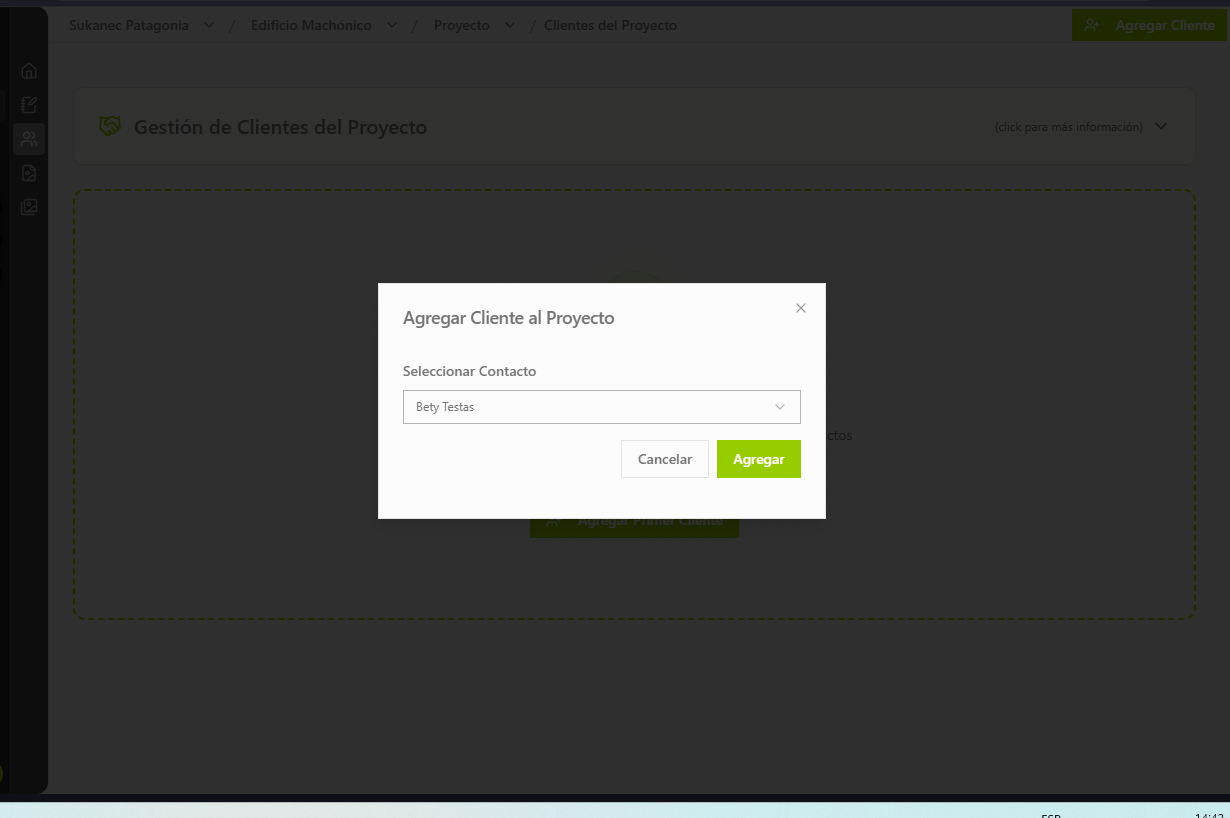 Sukanec Patagonia / Edificio Machónico / Proyecto / Clientes del Proyecto
Agregar Cliente
Gestión de Clientes del Proyecto
(click para más información)
Agregar Cliente al Proyecto
Seleccionar Contacto
Bety Testas
ctos
Cancelar
Agregar
Agregar Primer Cliente
ESP
14:42